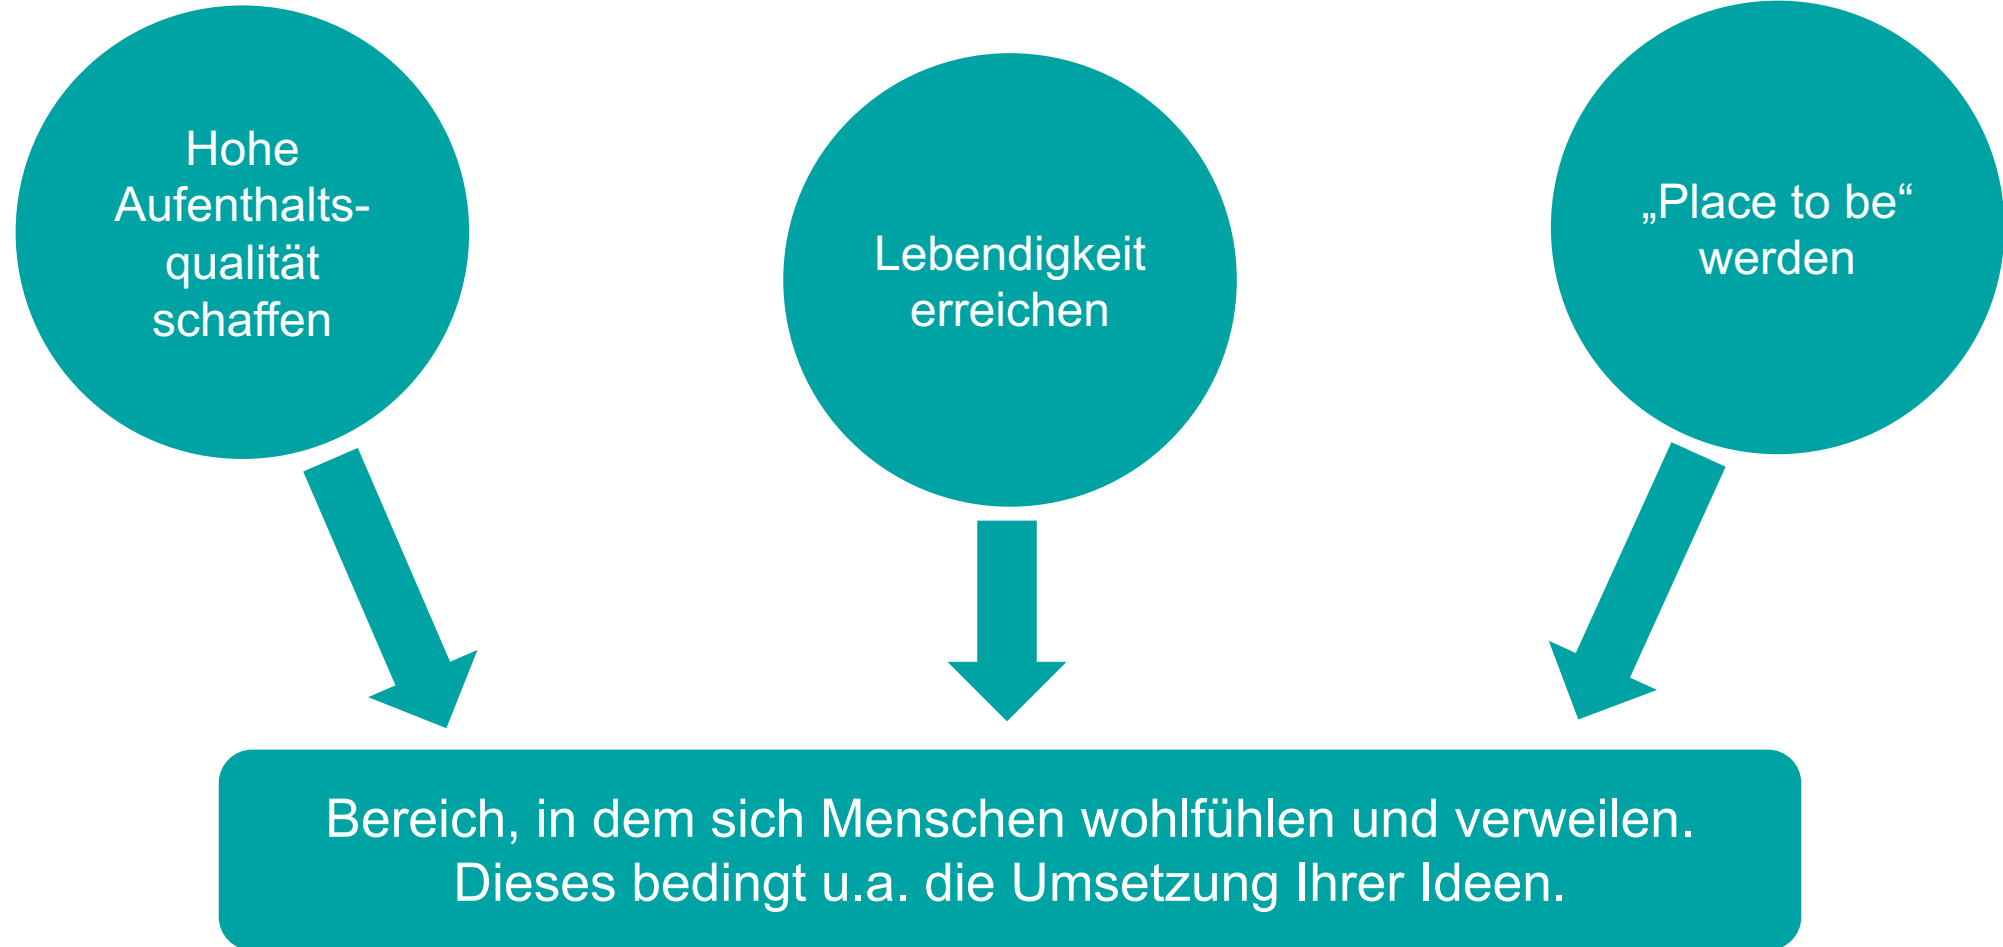 Hohe
Aufenthalts-
qualität
schaffen
Lebendigkeit
erreichen
„Place to be“
werden
Bereich, in dem sich Menschen wohlfühlen und verweilen.
Dieses bedingt u.a. die Umsetzung Ihrer Ideen.